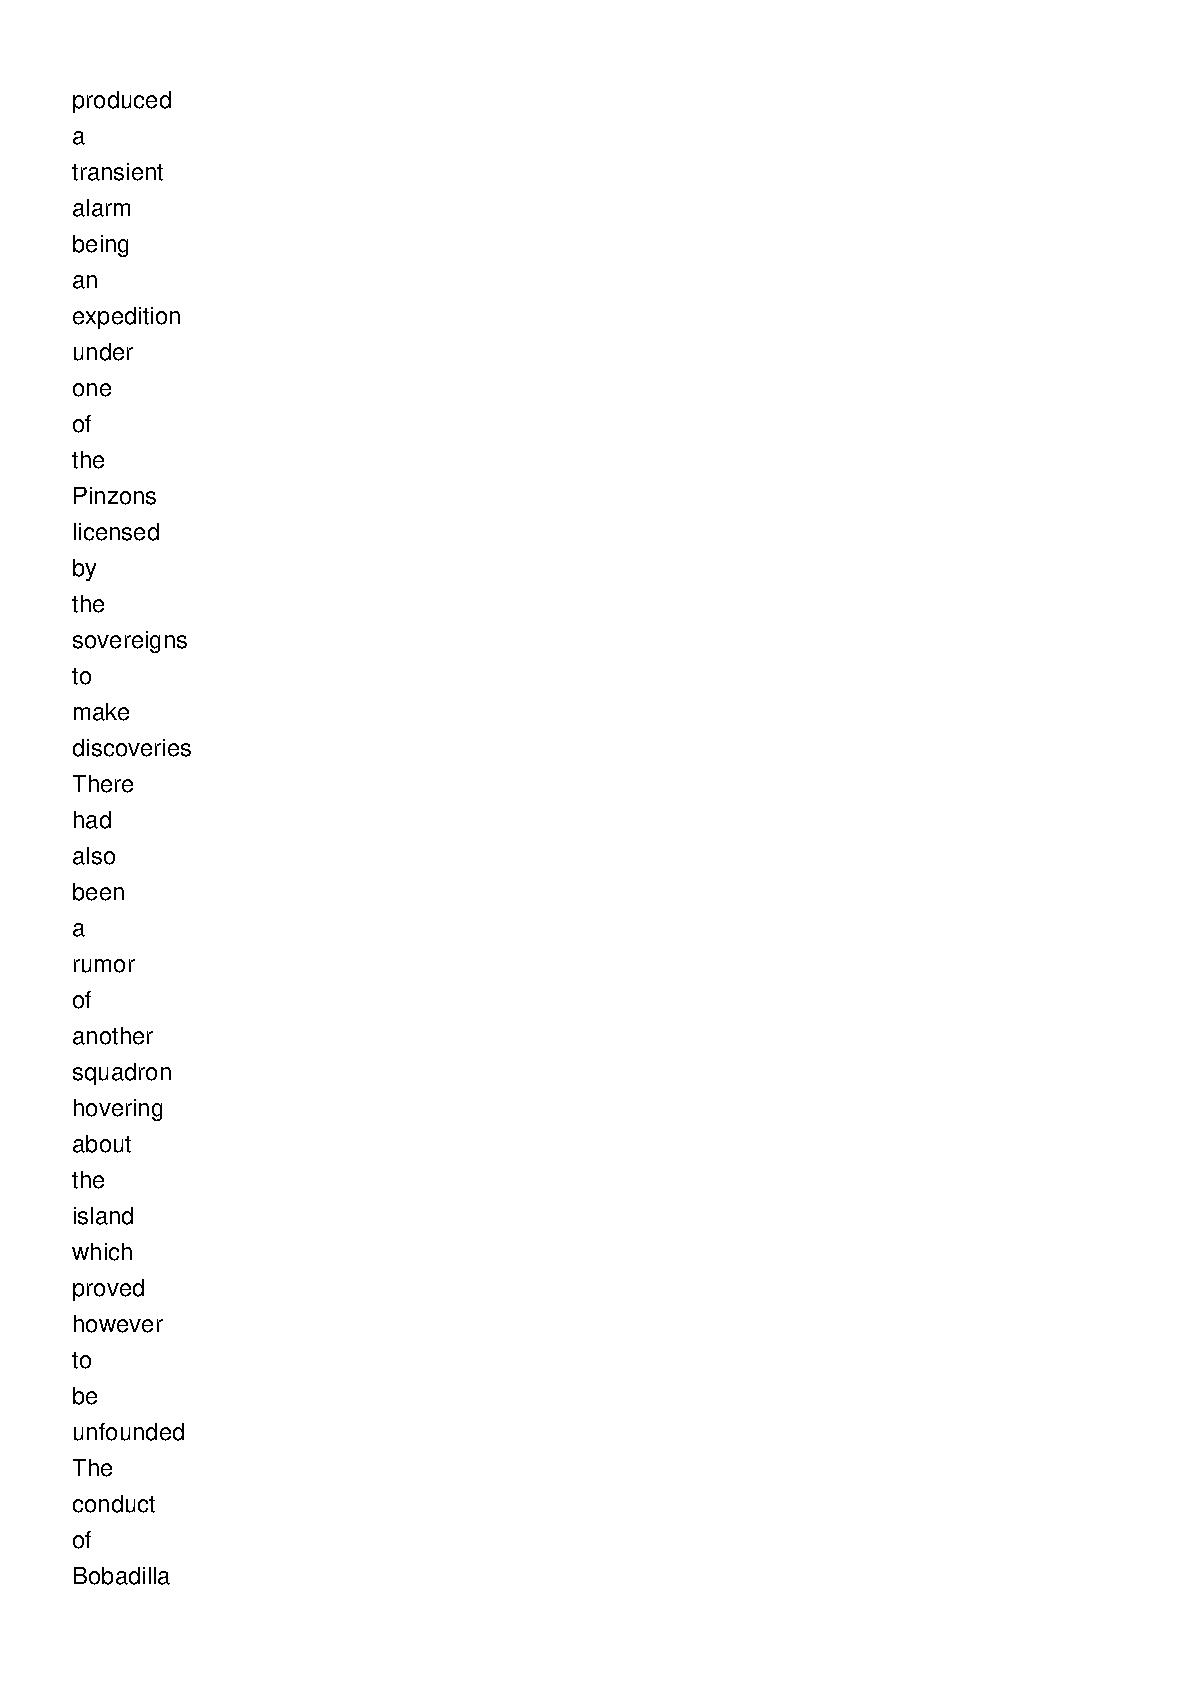 produced
a
transient
alarm
being
an
expedition
under
one
of
the
Pinzons
licensed
by
the
sovereigns
to
make
discoveries
There
had
also
been
a
rumor
of
another
squadron
hovering
about
the
island
which
proved
however
to
be
unfounded
The
conduct
of
Bobadilla